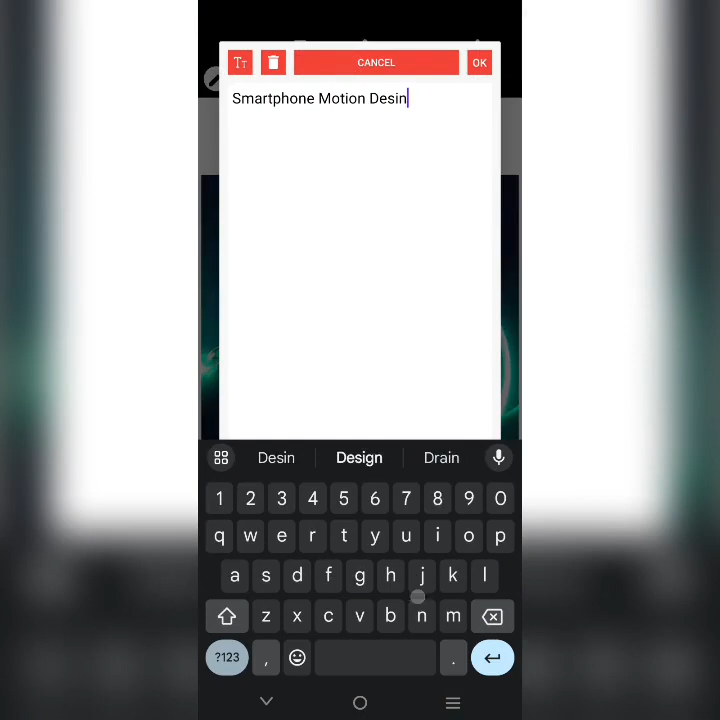 TT CANCEL OK
Smartphone Motion Desin
Desin Design Drain
1 2 3 4 5 6 7 8 9 0
q w e r t y u i o p
a s d f g h j k l
z x c v b n m
?123 , .